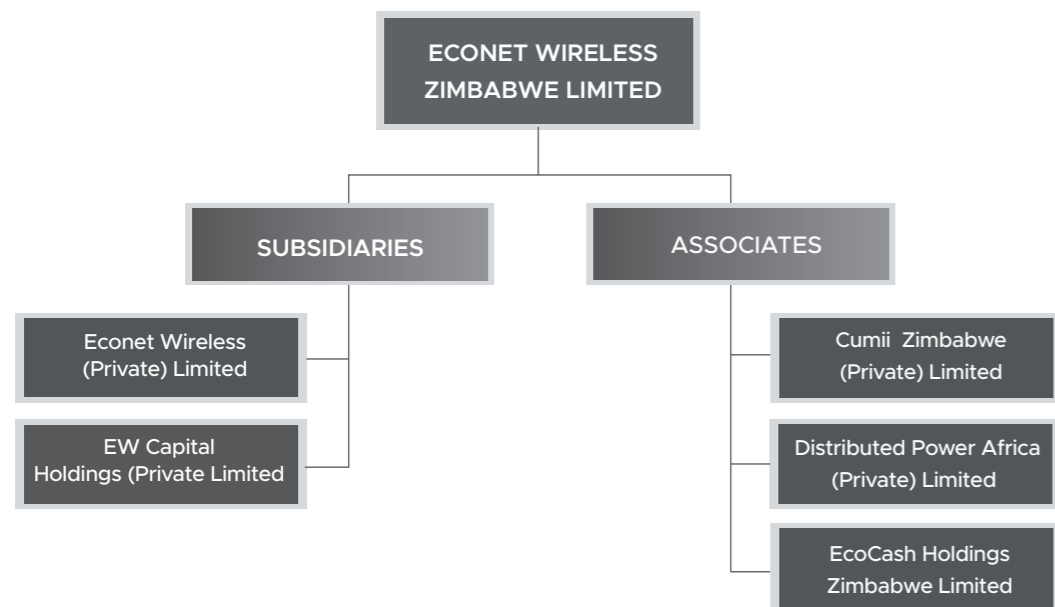 ECONET WIRELESS
ZIMBABWE LIMITED
SUBSIDIARIES
ASSOCIATES
Econet Wireless
(Private) Limited
EW Capital
Holdings (Private Limited
Cumii Zimbabwe
(Private) Limited
Distributed Power Africa
(Private) Limited
EcoCash Holdings
Zimbabwe Limited